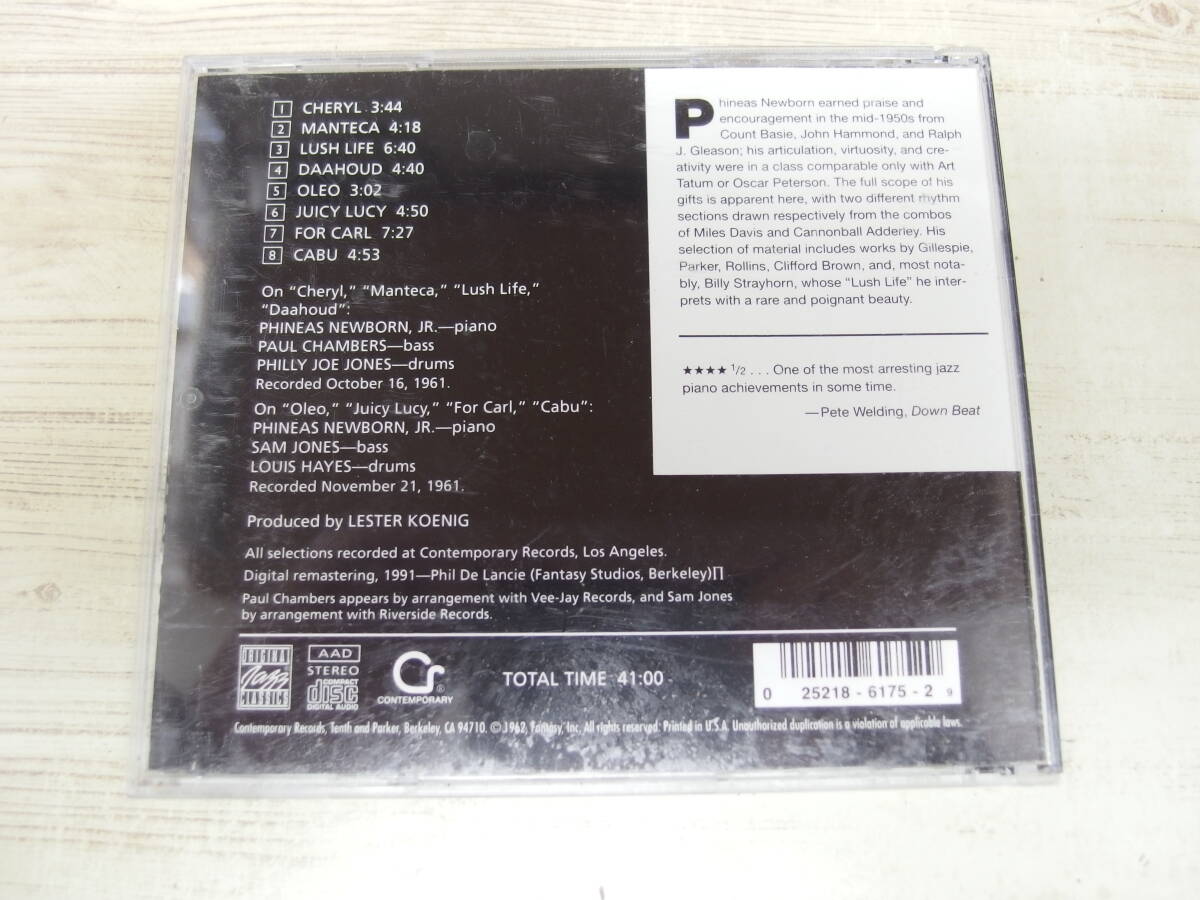 1 CHERYL 3:44
2 MANTECA 4:18
3 LUSH LIFE 6:40
4 DAAHOUD 4:40
5 OLEO 3:02
6 JUICY LUCY 4:50
7 FOR CARL 7:27
8 CABU 4:53
On “Cheryl,” “Manteca,” “Lush Life,”
“Daahoud”:
PHINEAS NEWBORN, JR.—piano
PAUL CHAMBERS—bass
PHILLY JOE JONES—drums
Recorded October 16, 1961.
On “Oleo,” “Juicy Lucy,” “For Carl,” “Cabu”:
PHINEAS NEWBORN, JR.—piano
SAM JONES—bass
LOUIS HAYES—drums
Recorded November 21, 1961.
Produced by LESTER KOENIG
All selections recorded at Contemporary Records, Los Angeles.
Digital remastering, 1991—Phil De Lancie (Fantasy Studios, Berkeley)∏
Paul Chambers appears by arrangement with Vee-Jay Records, and Sam Jones
by arrangement with Riverside Records.
Phineas Newborn earned praise and
encouragement in the mid-1950s from
Count Basie, John Hammond, and Ralph
J. Gleason; his articulation, virtuosity, and cre-
ativity were in a class comparable only with Art
Tatum or Oscar Peterson. The full scope of his
gifts is apparent here, with two different rhythm
sections drawn respectively from the combos
of Miles Davis and Cannonball Adderley. His
selection of material includes works by Gillespie,
Parker, Rollins, Clifford Brown, and, most nota-
bly, Billy Strayhorn, whose “Lush Life” he inter-
prets with a rare and poignant beauty.
★★★★ 1/2 . . . One of the most arresting jazz
piano achievements in some time.
—Pete Welding, Down Beat
ORIGINAL
Jazz
CLASSICS
AAD
STEREO
COMPACT
disc
DIGITAL AUDIO
Cr®
CONTEMPORARY
TOTAL TIME 41:00
0 25218-6175-2 9
Contemporary Records, Tenth and Parker, Berkeley, CA 94710. © 1962, Fantasy, Inc. All rights reserved. Printed in U.S.A. Unauthorized duplication is a violation of applicable laws.